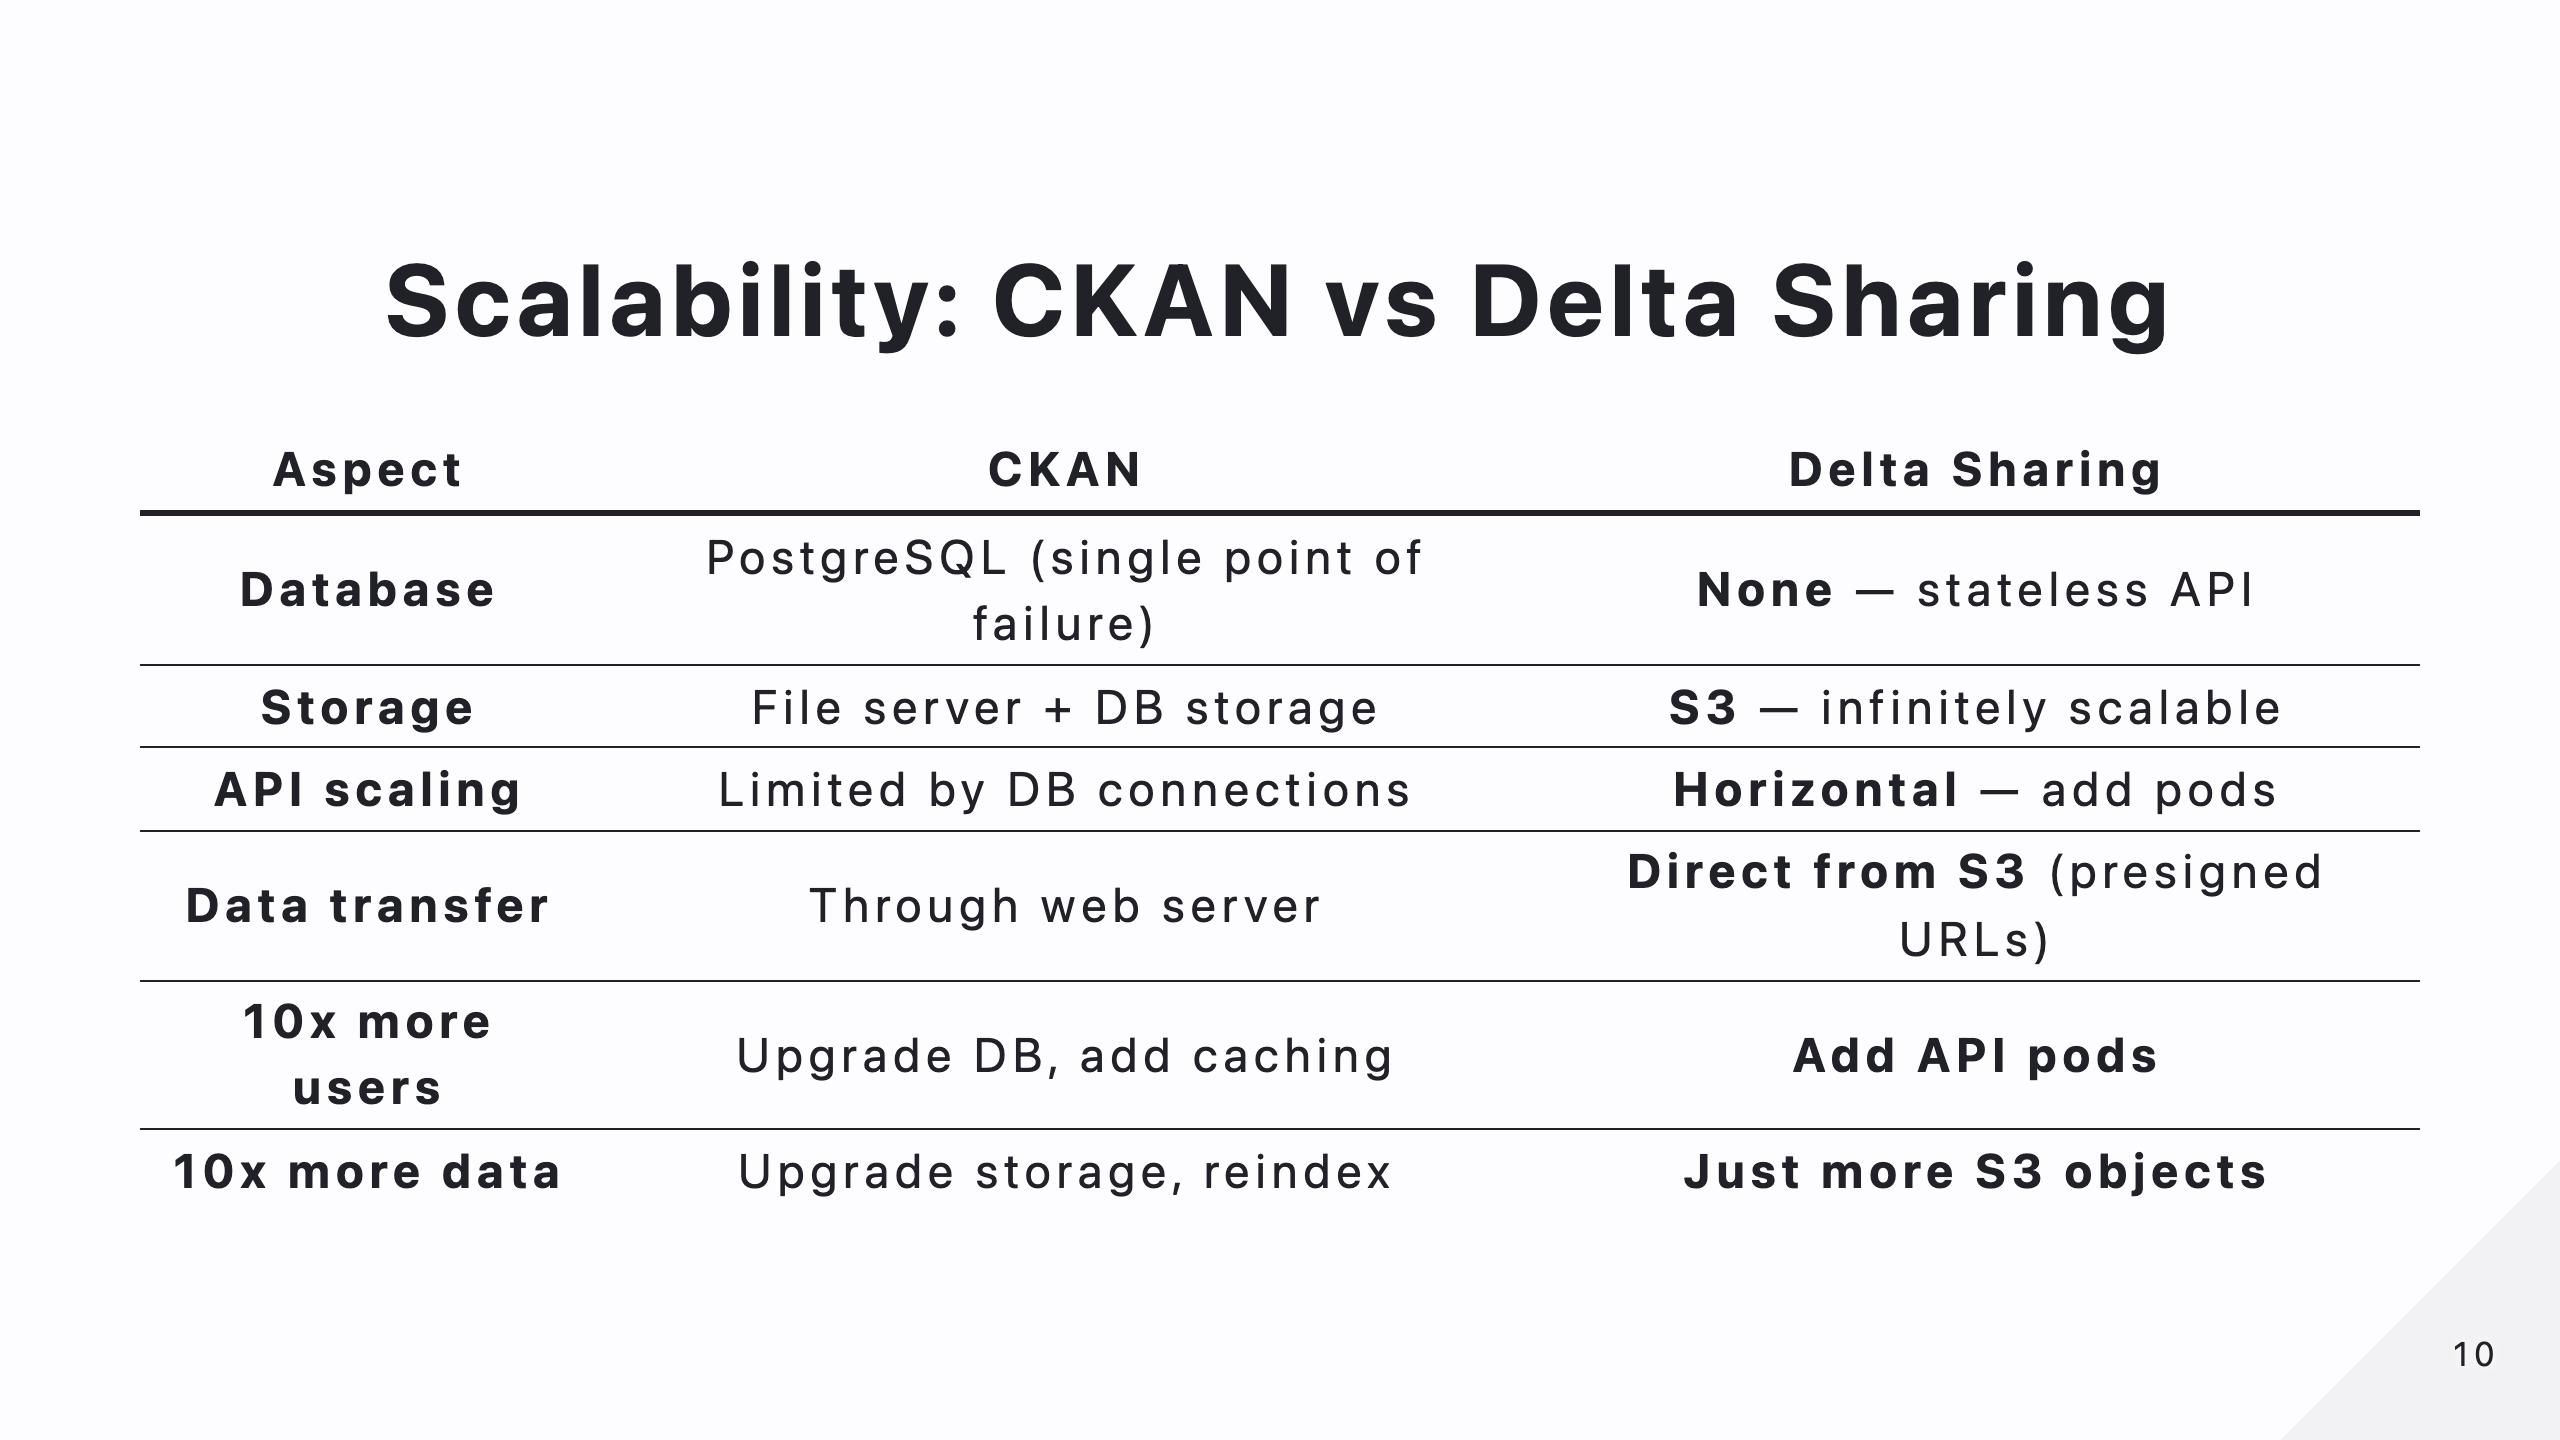 Scalability: CKAN vs Delta Sharing
Aspect CKAN Delta Sharing
Database PostgreSQL (single point of
failure) None — stateless API
Storage File server + DB storage S3 — infinitely scalable
API scaling Limited by DB connections Horizontal — add pods
Data transfer Through web server Direct from S3 (presigned
URLs)
10x more
users Upgrade DB, add caching Add API pods
10x more data Upgrade storage, reindex Just more S3 objects
10